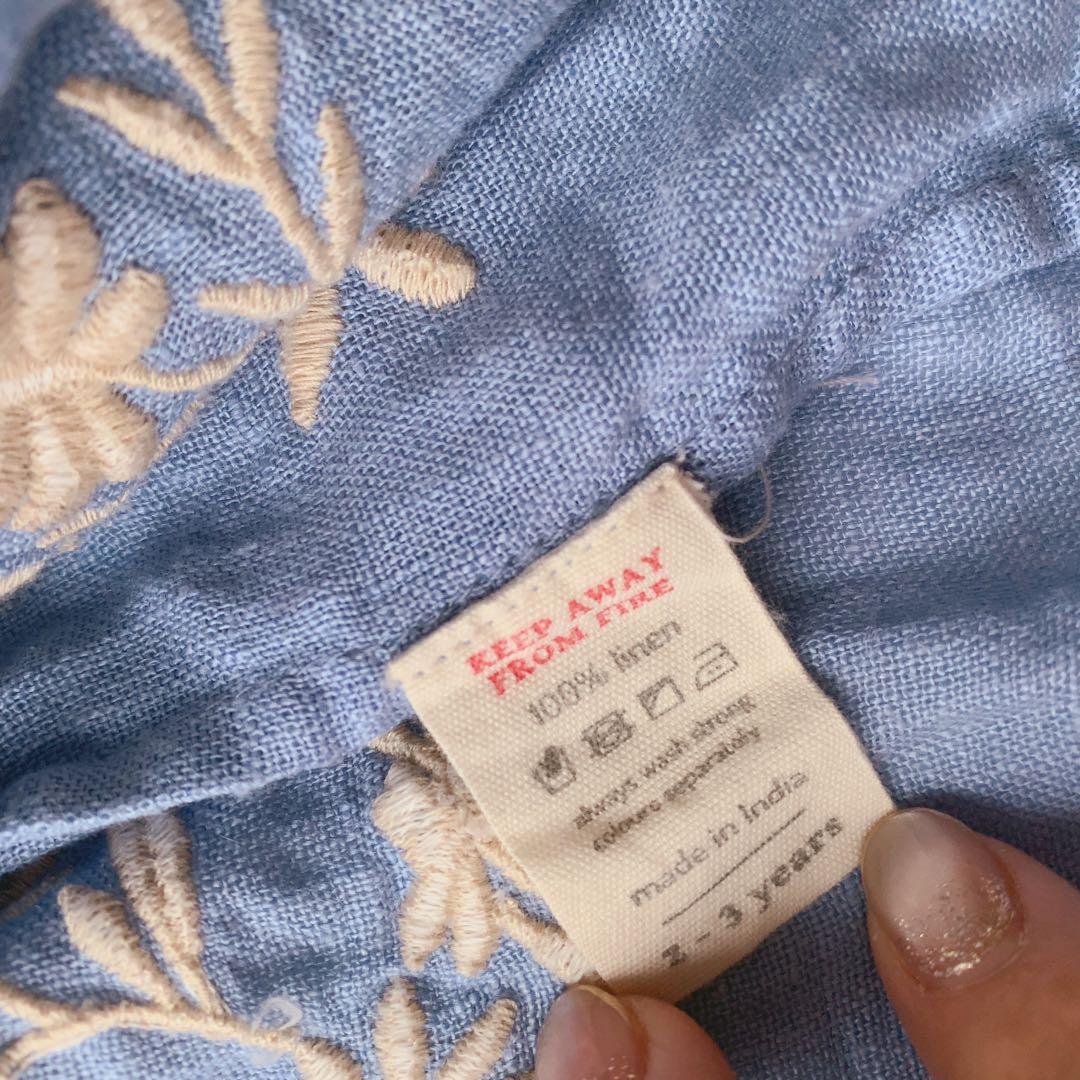 KEEP AWAY
FROM FIRE
100% linen
always wash strong
colours separately
made in India
2 - 3 years